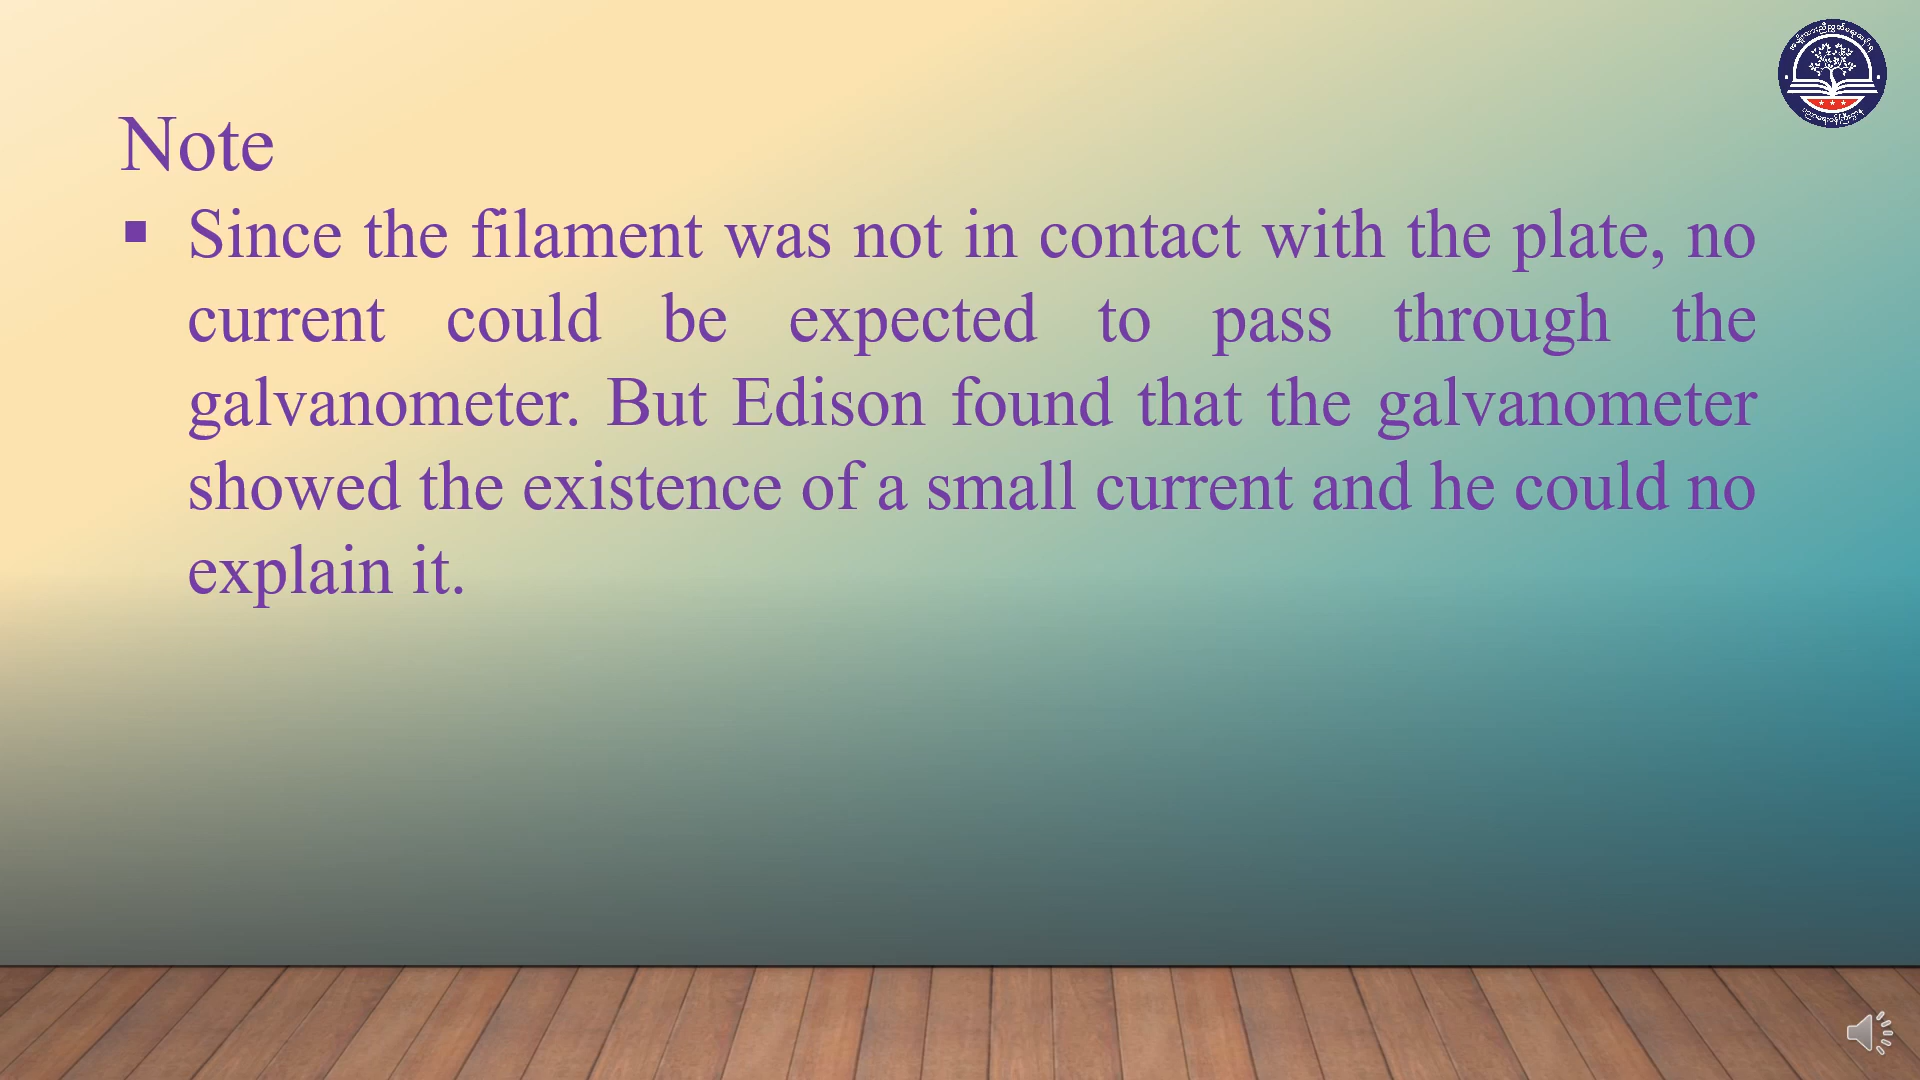 Note
▪ Since the filament was not in contact with the plate, no
current could be expected to pass through the
galvanometer. But Edison found that the galvanometer
showed the existence of a small current and he could no
explain it.